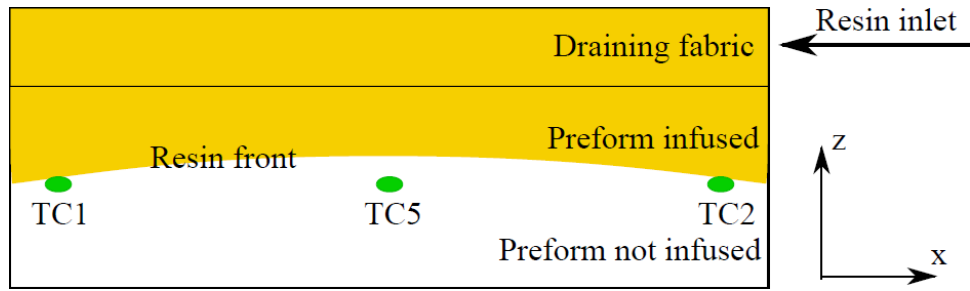 Resin inlet
Draining fabric
Preform infused
z
Resin front
TC1
TC5
TC2
Preform not infused
x